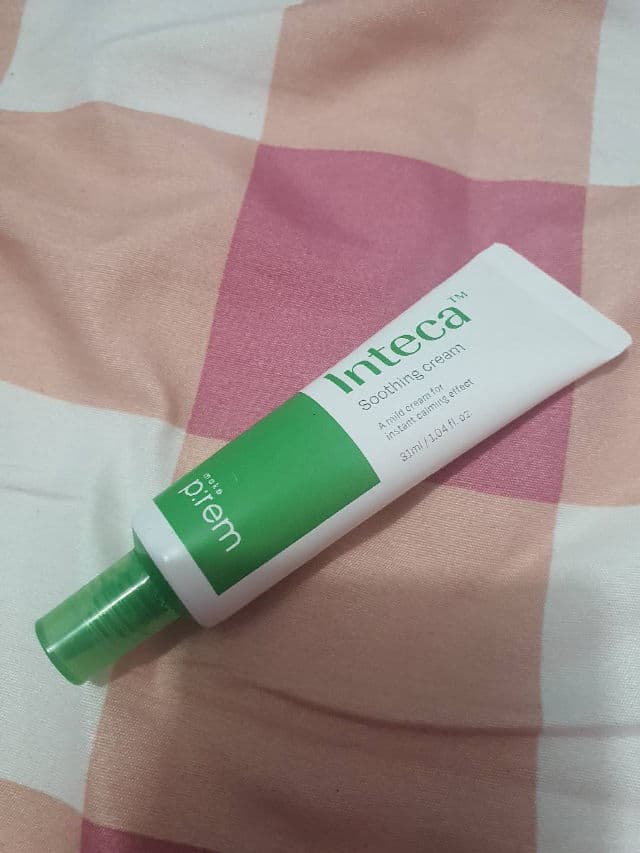 Inteca™
Soothing cream
A mild cream for
instant calming effect
31ml / 1.04 fl. oz
make
p:rem